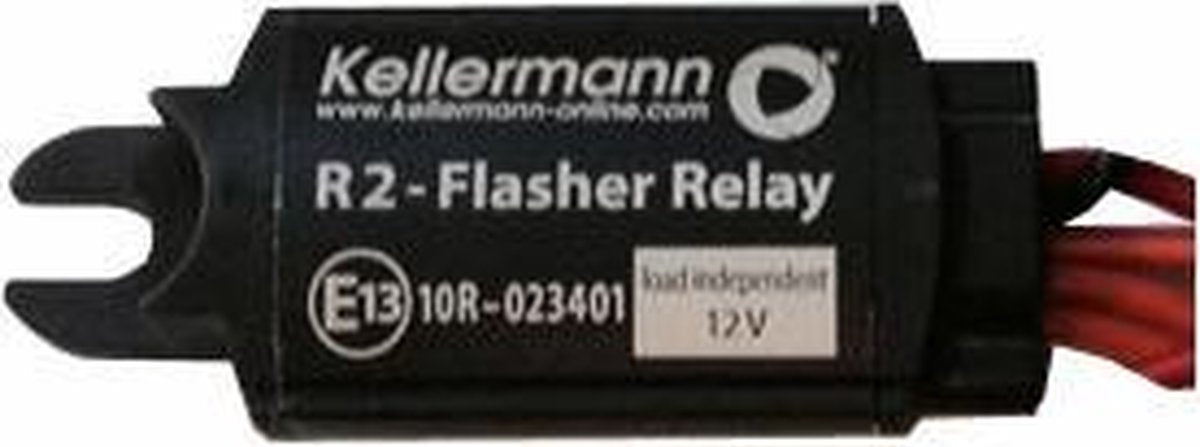 Kellermann
www.kellermann-online.com
R2-Flasher Relay
E13 10R-023401
load independent
12V